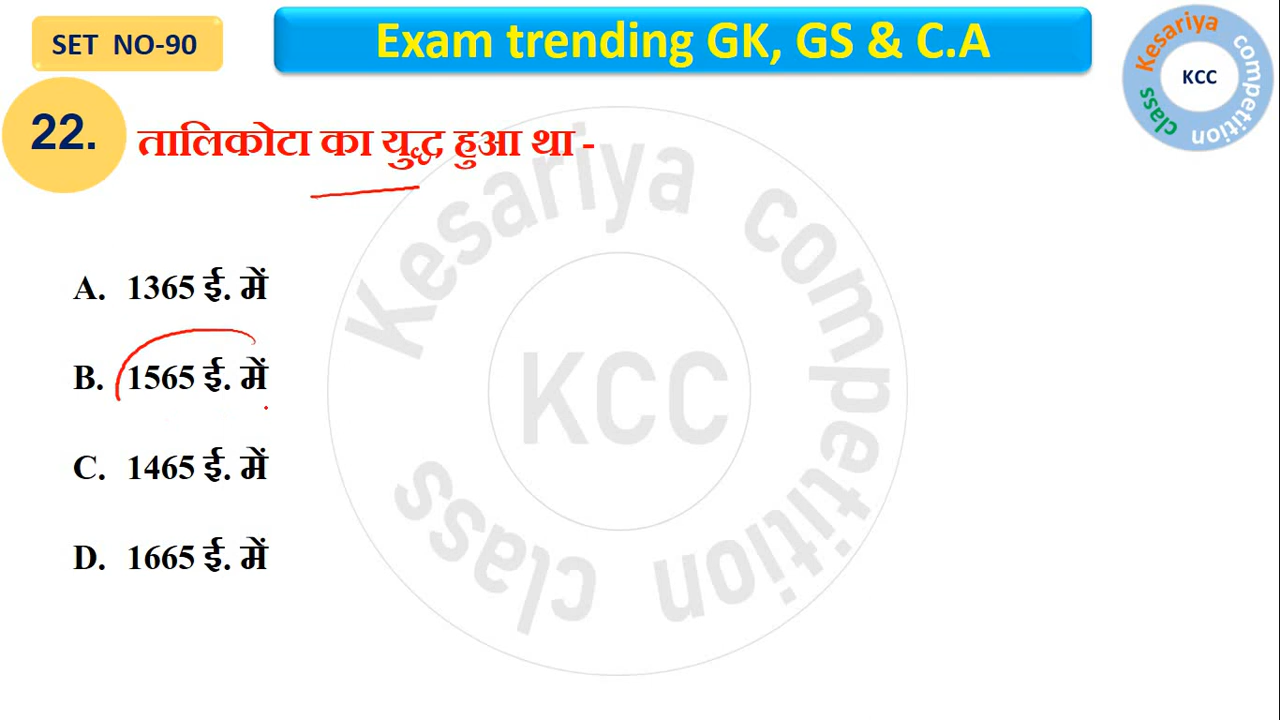 SET NO-90
Exam trending GK, GS & C.A
Kesariya competition class
KCC
22. तालिकोटा का युद्ध हुआ था -
A. 1365 ई. में
B. 1565 ई. में
C. 1465 ई. में
D. 1665 ई. में
Kesariya competition class
KCC